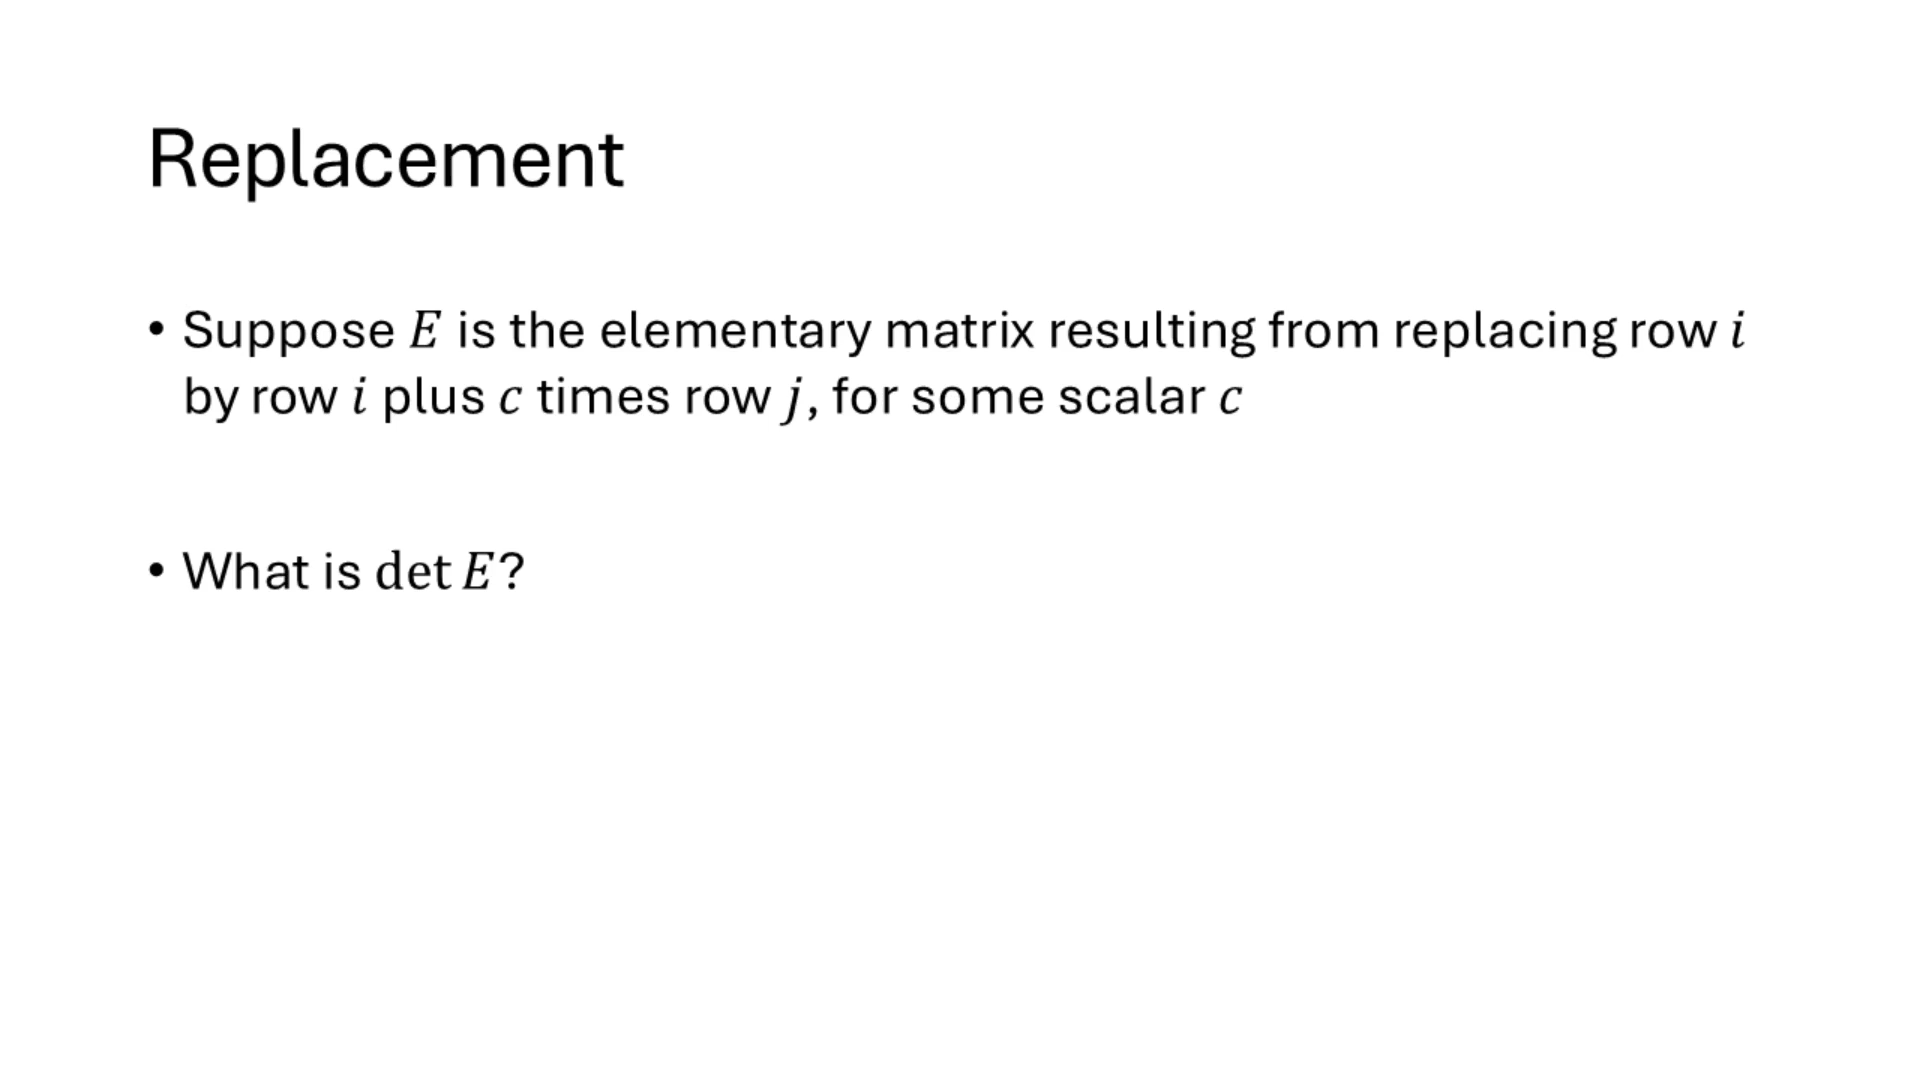 Replacement
• Suppose E is the elementary matrix resulting from replacing row i
by row i plus c times row j, for some scalar c
• What is det E?